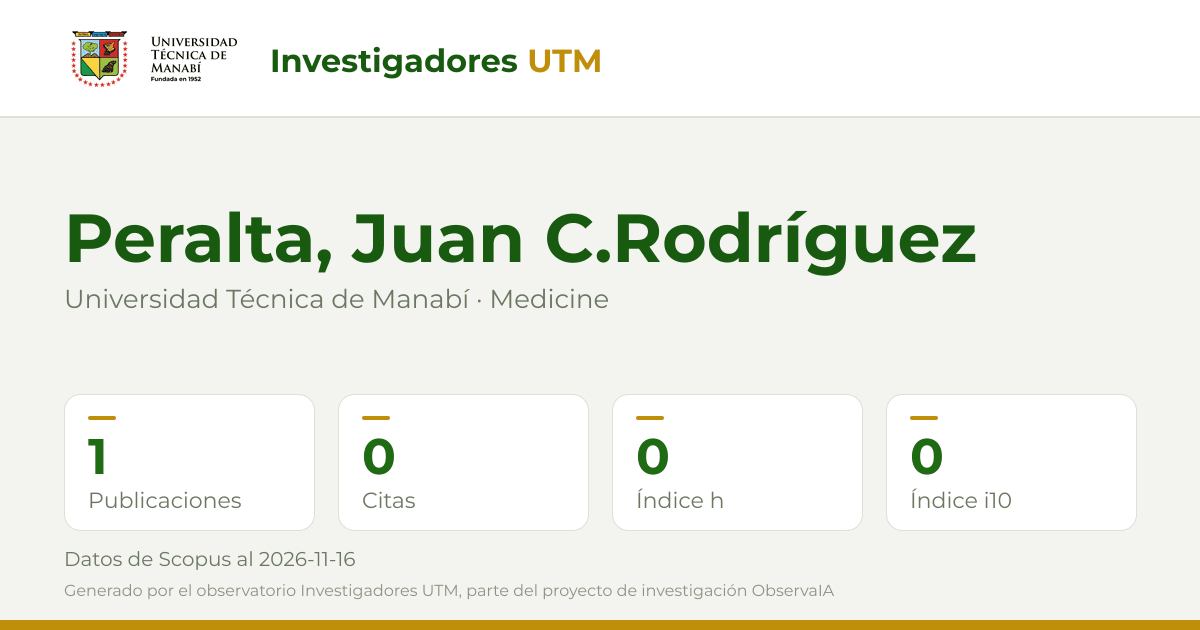 UNIVERSIDAD
TÉCNICA DE
MANABÍ
Fundada en 1952
Investigadores UTM
Peralta, Juan C.Rodríguez
Universidad Técnica de Manabí · Medicine
1
Publicaciones
0
Citas
0
Índice h
0
Índice i10
Datos de Scopus al 2026-11-16
Generado por el observatorio Investigadores UTM, parte del proyecto de investigación ObservaIA